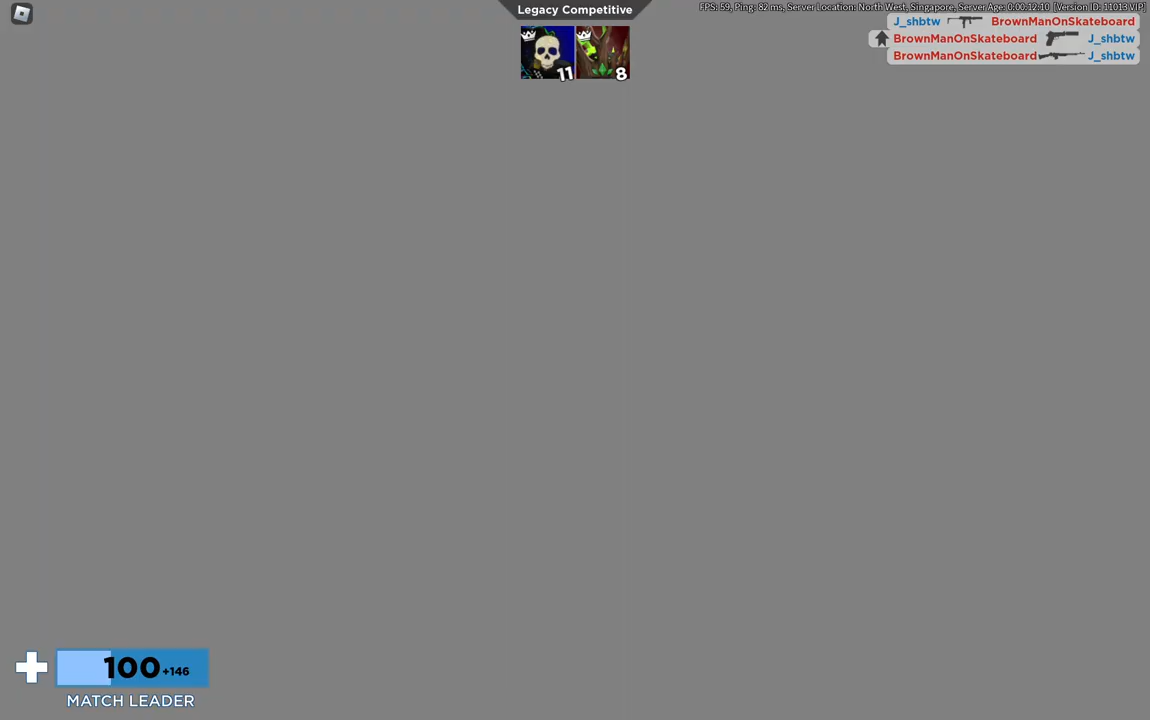 Legacy Competitive
FPS: 59, Ping: 82 ms, Server Location: North West, Singapore, Server Age: 0:00:12:10 [Version ID: 11013 VIP]
J_shbtw BrownManOnSkateboard
BrownManOnSkateboard J_shbtw
BrownManOnSkateboard J_shbtw
11 8
100 +146
MATCH LEADER